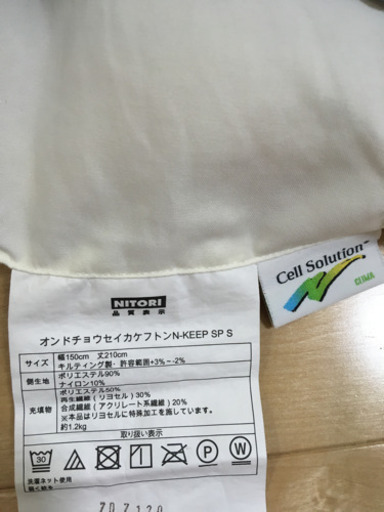 Cell Solution™
NITORI
品質表示
オンドチョウセイカケフトンN-KEEP SP S
サイズ
幅150cm 丈210cm
キルティング製・許容範囲+3%~-2%
側生地
ポリエステル90%
ナイロン10%
充填物
ポリエステル50%
再生繊維(リヨセル)30%
合成繊維(アクリレート系繊維)20%
※本品はリヨセルに特殊加工を施しています
約1.2kg
取り扱い表示
30
P
W
洗濯ネット使用